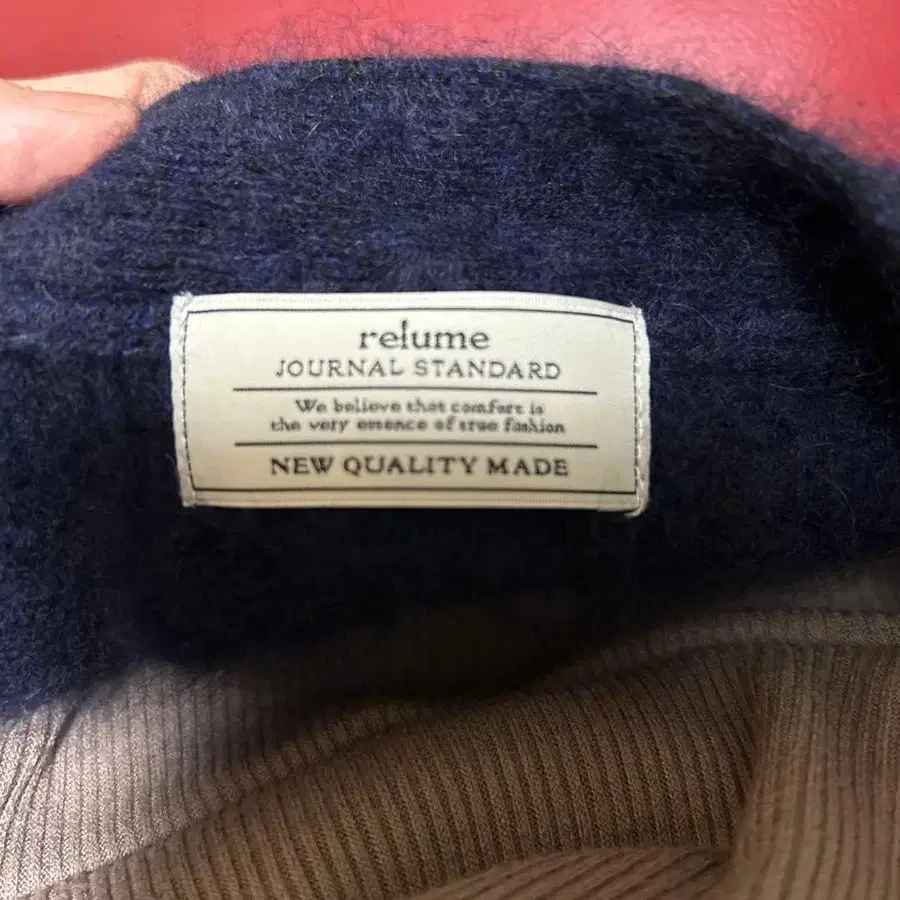 relume
JOURNAL STANDARD
We believe that comfort is
the very essence of true fashion
NEW QUALITY MADE